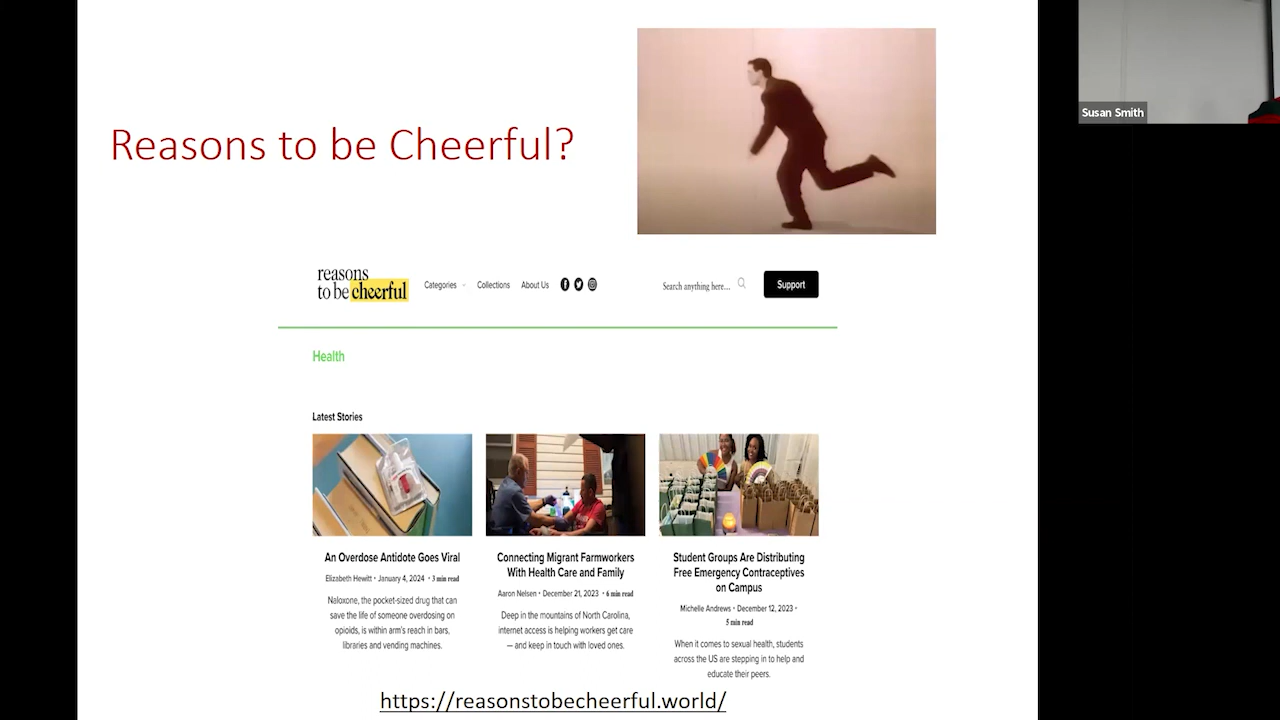 Reasons to be Cheerful?
Susan Smith
reasons
to be cheerful
Categories
Collections
About Us
Search anything here...
Support
Health
Latest Stories
An Overdose Antidote Goes Viral
Elizabeth Hewitt • January 4, 2024 • 3 min read
Naloxone, the pocket-sized drug that can
save the life of someone overdosing on
opioids, is within arm's reach in bars,
libraries and vending machines.
Connecting Migrant Farmworkers
With Health Care and Family
Aaron Nelsen • December 21, 2023 • 6 min read
Deep in the mountains of North Carolina,
internet access is helping workers get care
— and keep in touch with loved ones.
Student Groups Are Distributing
Free Emergency Contraceptives
on Campus
Michelle Andrews • December 12, 2023 •
5 min read
When it comes to sexual health, students
across the US are stepping in to help and
educate their peers.
https://reasonstobecheerful.world/